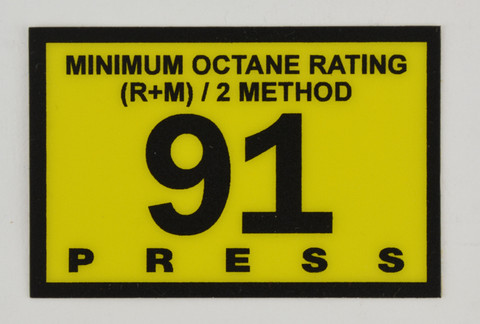 MINIMUM OCTANE RATING
(R+M) / 2 METHOD
91
PRESS